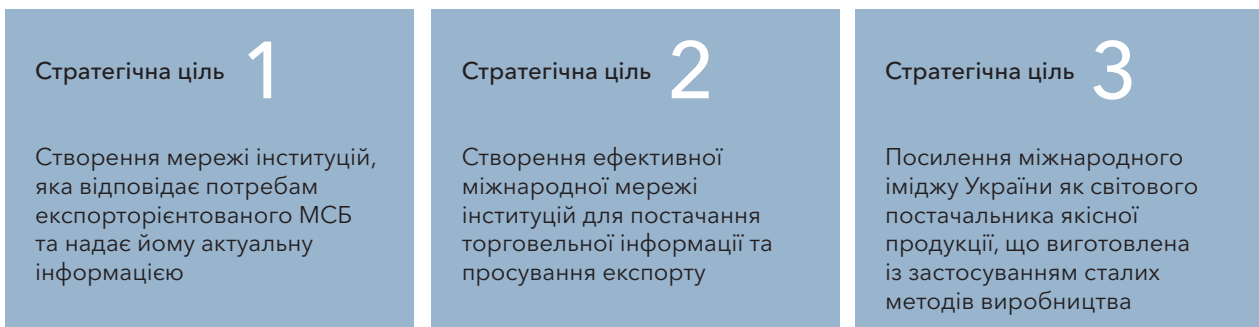 Стратегічна ціль 1
Створення мережі інституцій,
яка відповідає потребам
експорторієнтованого МСБ
та надає йому актуальну
інформацією
Стратегічна ціль 2
Створення ефективної
міжнародної мережі
інституцій для постачання
торговельної інформації та
просування експорту
Стратегічна ціль 3
Посилення міжнародного
іміджу України як світового
постачальника якісної
продукції, що виготовлена
із застосуванням сталих
методів виробництва